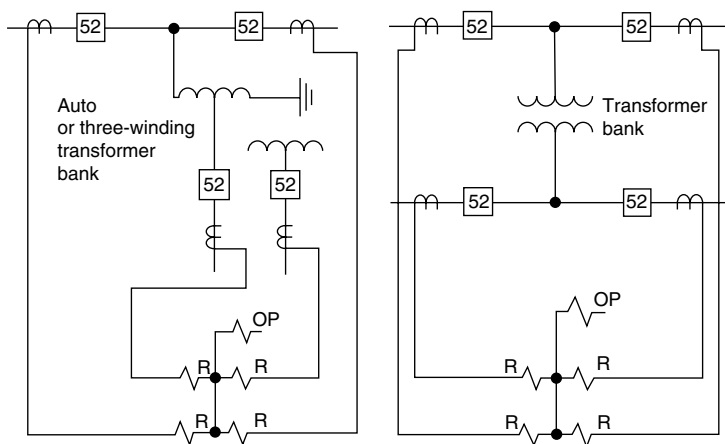 52
52
52
52
Auto
or three-winding
transformer
bank
Transformer
bank
52
52
52
52
OP
OP
R
R
R
R
R
R
R
R